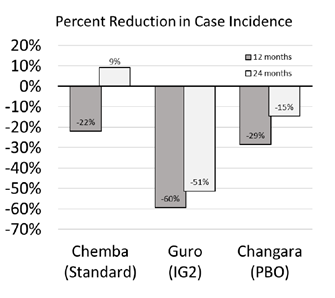 Percent Reduction in Case Incidence
20%
10%
0%
-10%
-20%
-30%
-40%
-50%
-60%
-70%
12 months
24 months
-22%
9%
-60%
-51%
-29%
-15%
Chemba
(Standard)
Guro
(IG2)
Changara
(PBO)